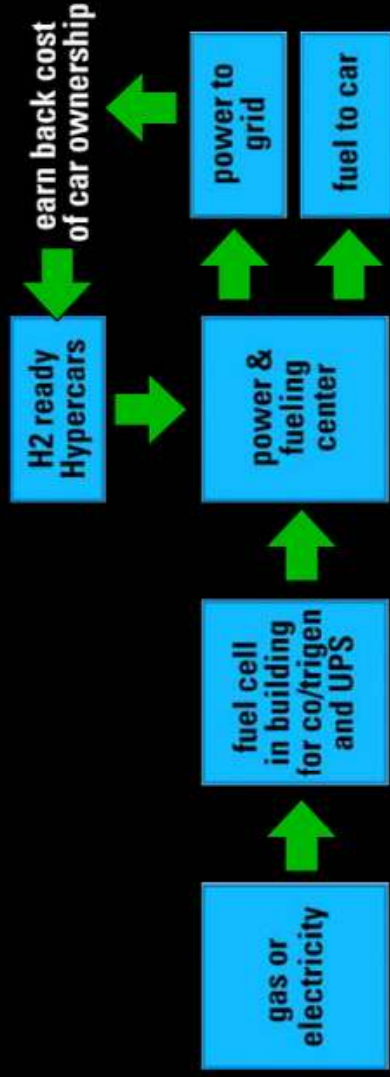 gas or
electricity
fuel cell
in building
for co/trigen
and UPS
power &
fueling
center
H2 ready
Hypercars
earn back cost
of car ownership
power to
grid
fuel to car